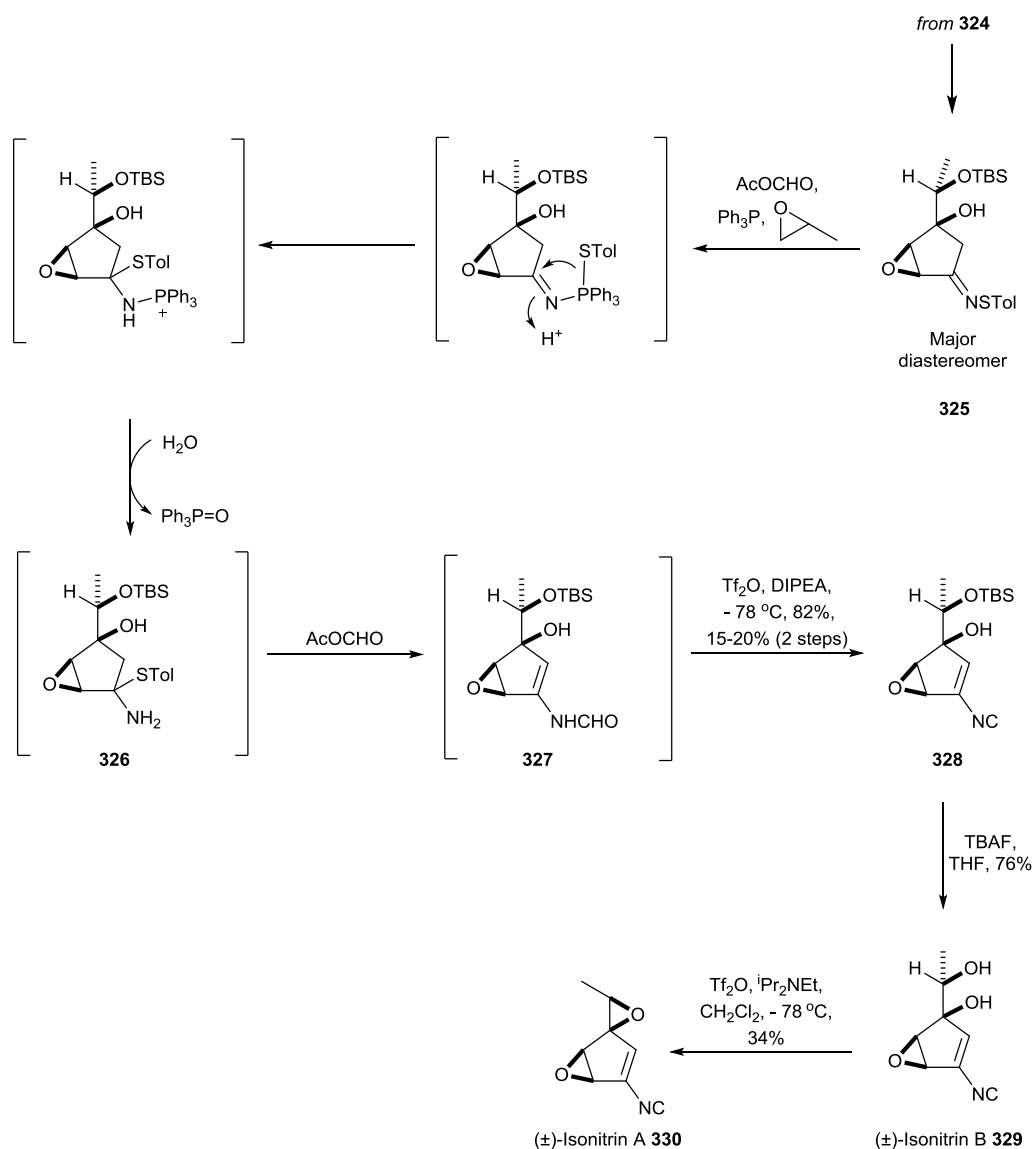 from 324
H
OTBS
OH
O
STol
N
H
PPh3
+
H
OTBS
OH
O
STol
N
PPh3
H+
AcOCHO,
Ph3P,
O
H
OTBS
OH
O
NSTol
Major
diastereomer
325
H2O
Ph3P=O
H
OTBS
OH
O
STol
NH2
326
AcOCHO
H
OTBS
OH
O
NHCHO
327
Tf2O, DIPEA,
- 78 oC, 82%,
15-20% (2 steps)
H
OTBS
OH
O
NC
328
TBAF,
THF, 76%
O
O
NC
(±)-Isonitrin A 330
Tf2O, iPr2NEt,
CH2Cl2, - 78 oC,
34%
H
OH
OH
O
NC
(±)-Isonitrin B 329